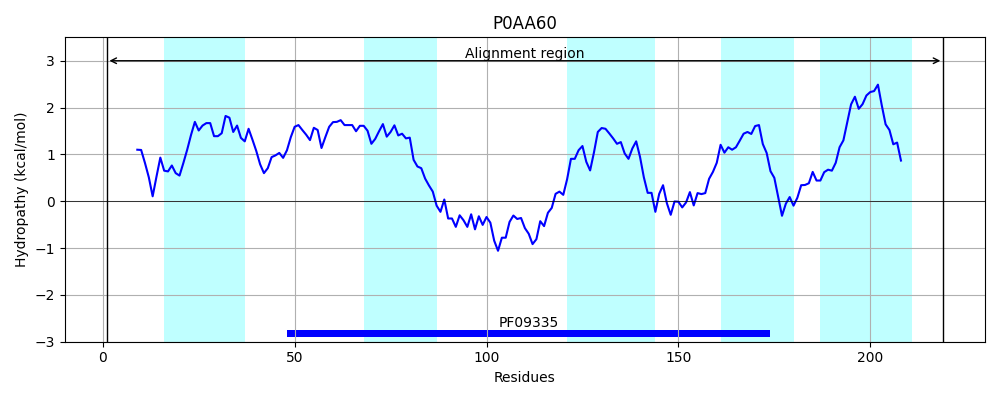 P0AA60
Alignment region
Hydropathy (kcal/mol)
3
2
1
0
−1
−2
−3
PF09335
0
50
100
150
200
Residues